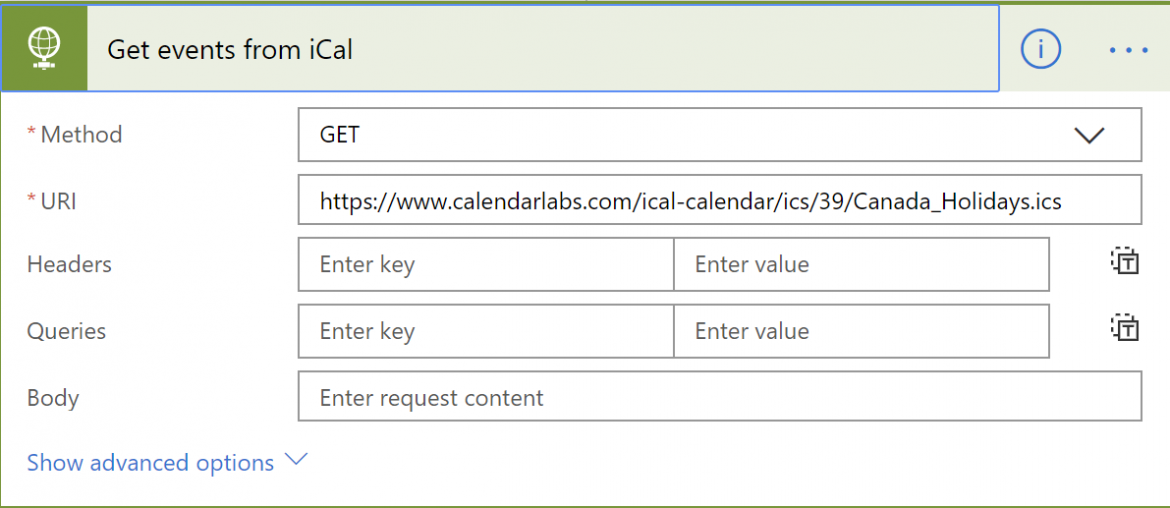 Get events from iCal
* Method
GET
* URI
https://www.calendarlabs.com/ical-calendar/ics/39/Canada_Holidays.ics
Headers
Enter key
Enter value
Queries
Enter key
Enter value
Body
Enter request content
Show advanced options